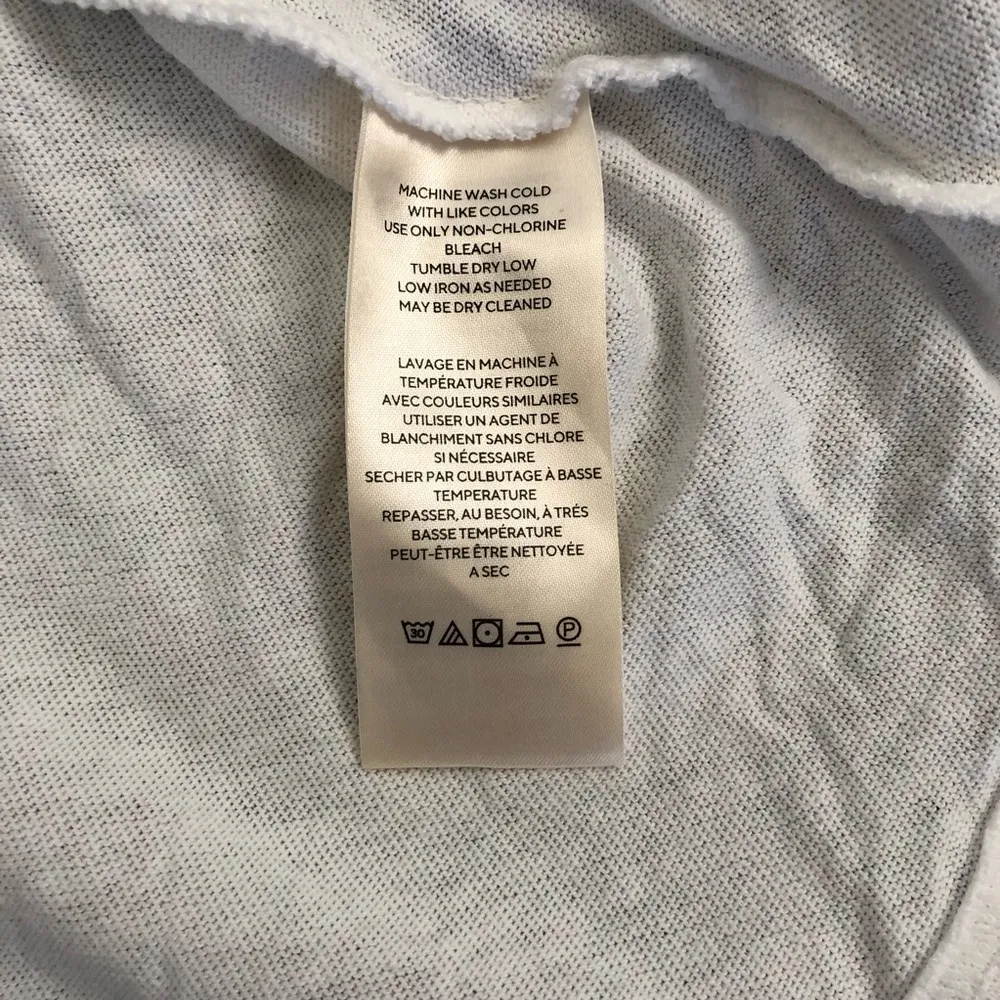 MACHINE WASH COLD
WITH LIKE COLORS
USE ONLY NON-CHLORINE
BLEACH
TUMBLE DRY LOW
LOW IRON AS NEEDED
MAY BE DRY CLEANED
LAVAGE EN MACHINE À
TEMPÉRATURE FROIDE
AVEC COULEURS SIMILAIRES
UTILISER UN AGENT DE
BLANCHIMENT SANS CHLORE
SI NÉCESSAIRE
SECHER PAR CULBUTAGE À BASSE
TEMPERATURE
REPASSER, AU BESOIN, À TRÉS
BASSE TEMPÉRATURE
PEUT-ÊTRE ÊTRE NETTOYÉE
A SEC
30 P